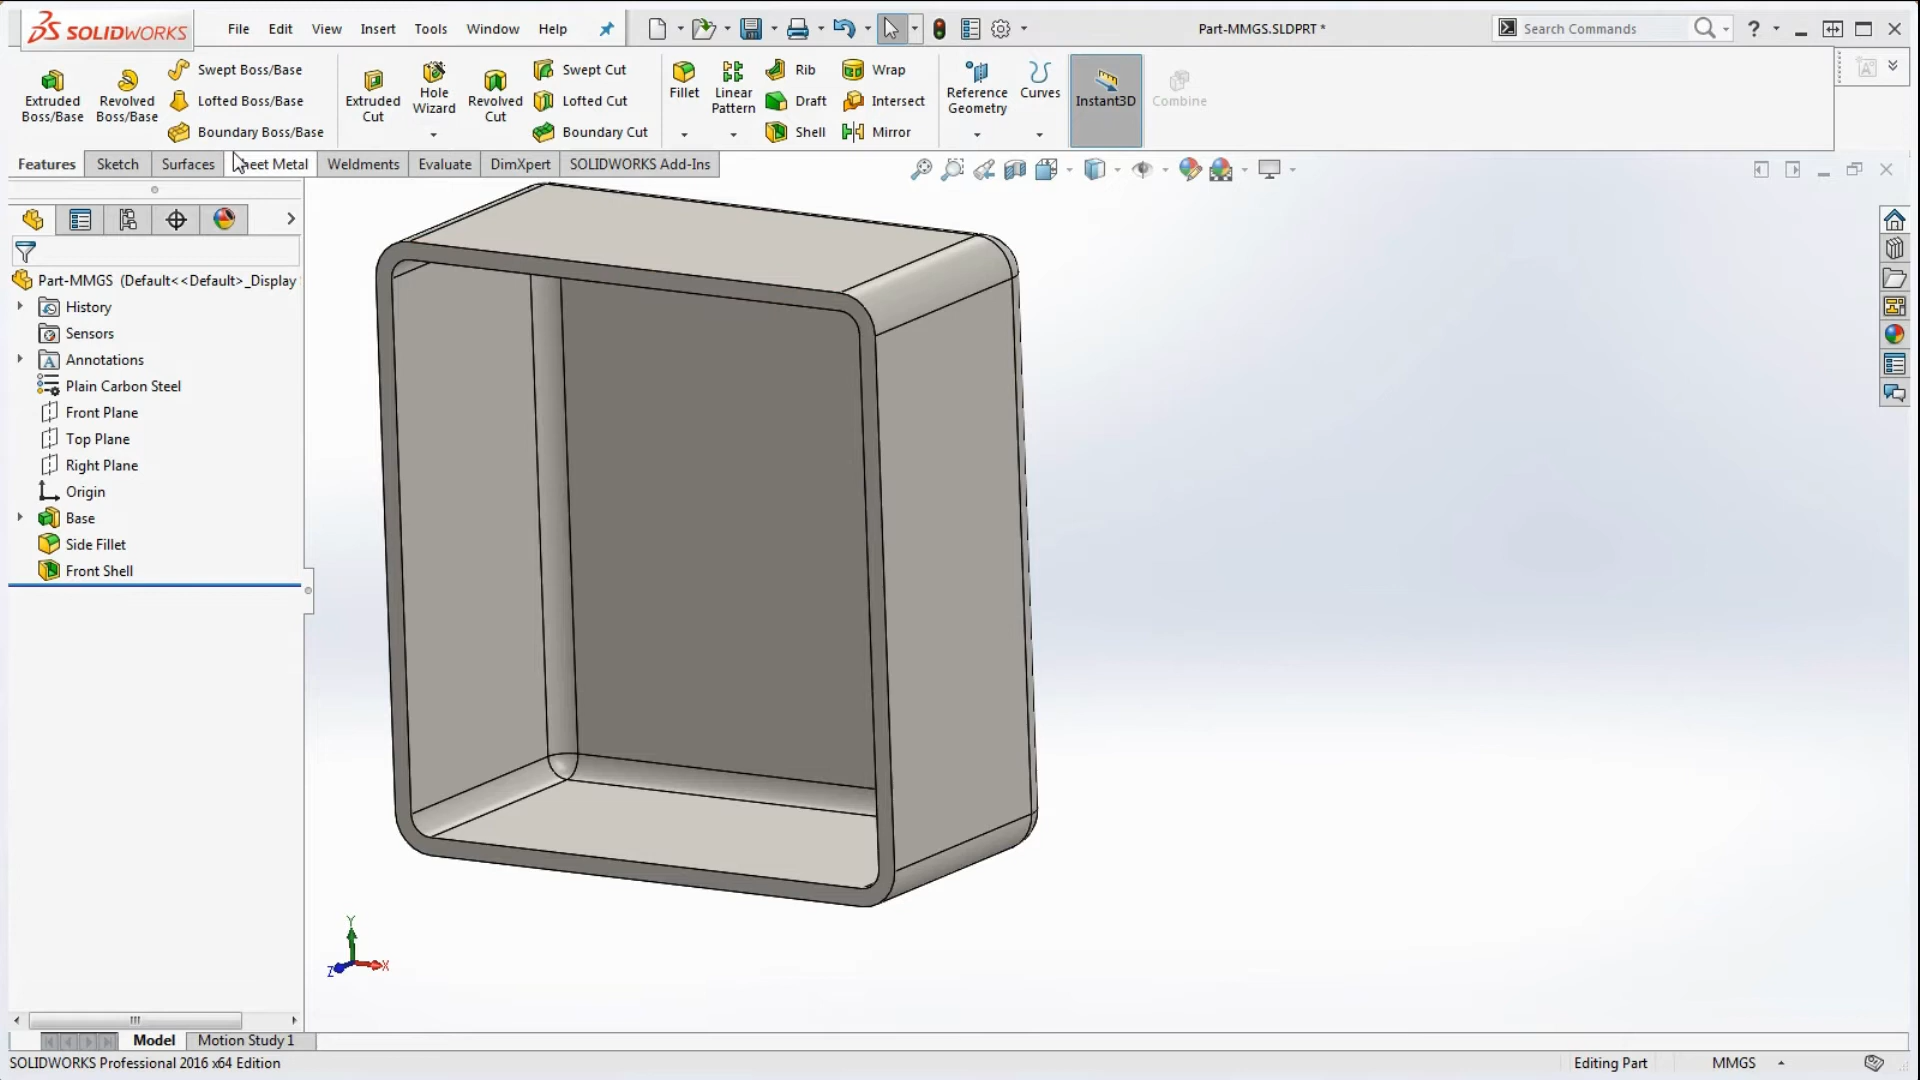 SOLIDWORKS File Edit View Insert Tools Window Help Part-MMGS.SLDPRT * Search Commands ?
Extruded Boss/Base
Revolved Boss/Base
Swept Boss/Base
Lofted Boss/Base
Boundary Boss/Base
Extruded Cut
Hole Wizard
Revolved Cut
Swept Cut
Lofted Cut
Boundary Cut
Fillet
Linear Pattern
Rib
Draft
Shell
Wrap
Intersect
Mirror
Reference Geometry
Curves
Instant3D
Combine
Features Sketch Surfaces Sheet Metal Weldments Evaluate DimXpert SOLIDWORKS Add-Ins
Part-MMGS (Default<<Default>_Display
History
Sensors
Annotations
Plain Carbon Steel
Front Plane
Top Plane
Right Plane
Origin
Base
Side Fillet
Front Shell
Y
Z X
Model Motion Study 1
SOLIDWORKS Professional 2016 x64 Edition Editing Part MMGS